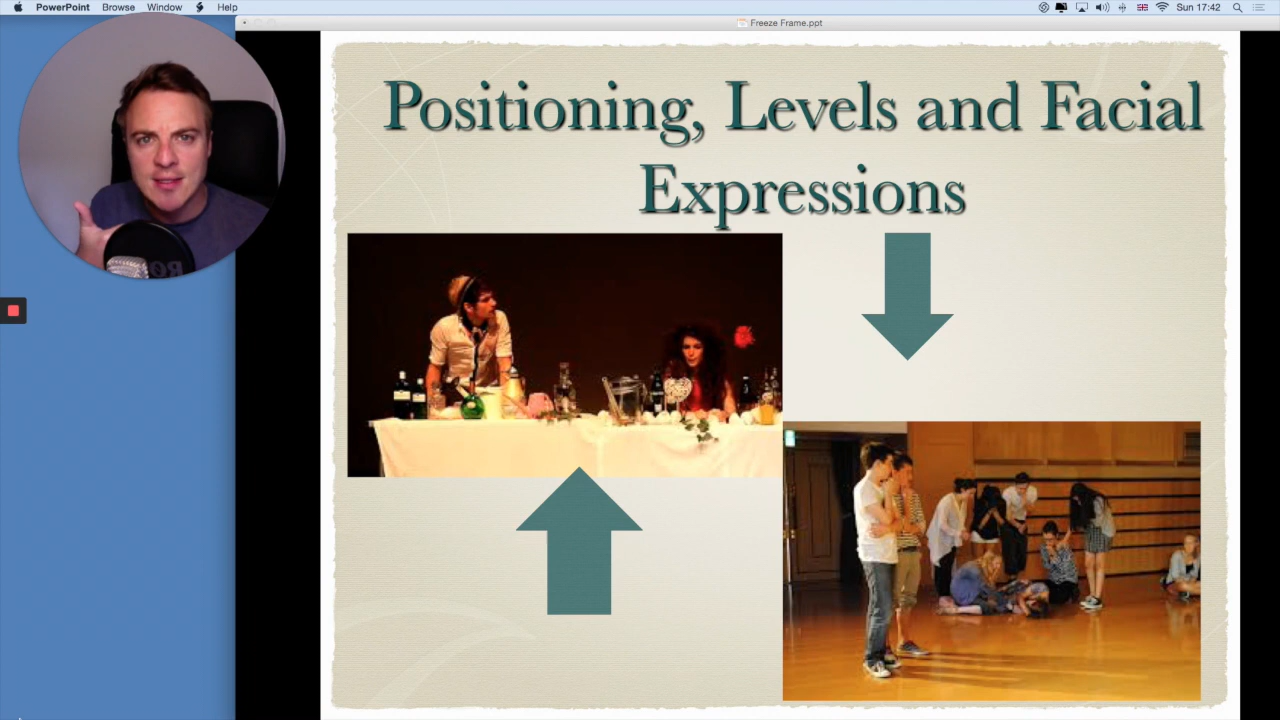 PowerPoint Browse Window Help Sun 17:42
Freeze Frame.ppt
Positioning, Levels and Facial
Expressions